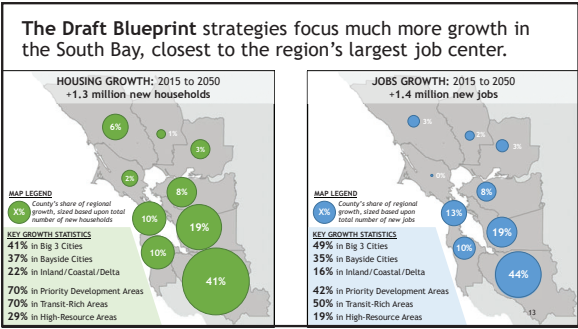 The Draft Blueprint strategies focus much more growth in
the South Bay, closest to the region's largest job center.
HOUSING GROWTH: 2015 to 2050
+1.3 million new households
6%
1%
3%
2%
8%
10%
19%
10%
41%
MAP LEGEND
X%
County's share of regional
growth, sized based upon total
number of new households
KEY GROWTH STATISTICS
41% in Big 3 Cities
37% in Bayside Cities
22% in Inland/Coastal/Delta
70% in Priority Development Areas
70% in Transit-Rich Areas
29% in High-Resource Areas
JOBS GROWTH: 2015 to 2050
+1.4 million new jobs
3%
2%
3%
0%
8%
13%
19%
10%
44%
MAP LEGEND
X%
County's share of regional
growth, sized based upon total
number of new jobs
KEY GROWTH STATISTICS
49% in Big 3 Cities
35% in Bayside Cities
16% in Inland/Coastal/Delta
42% in Priority Development Areas
50% in Transit-Rich Areas
19% in High-Resource Areas
13